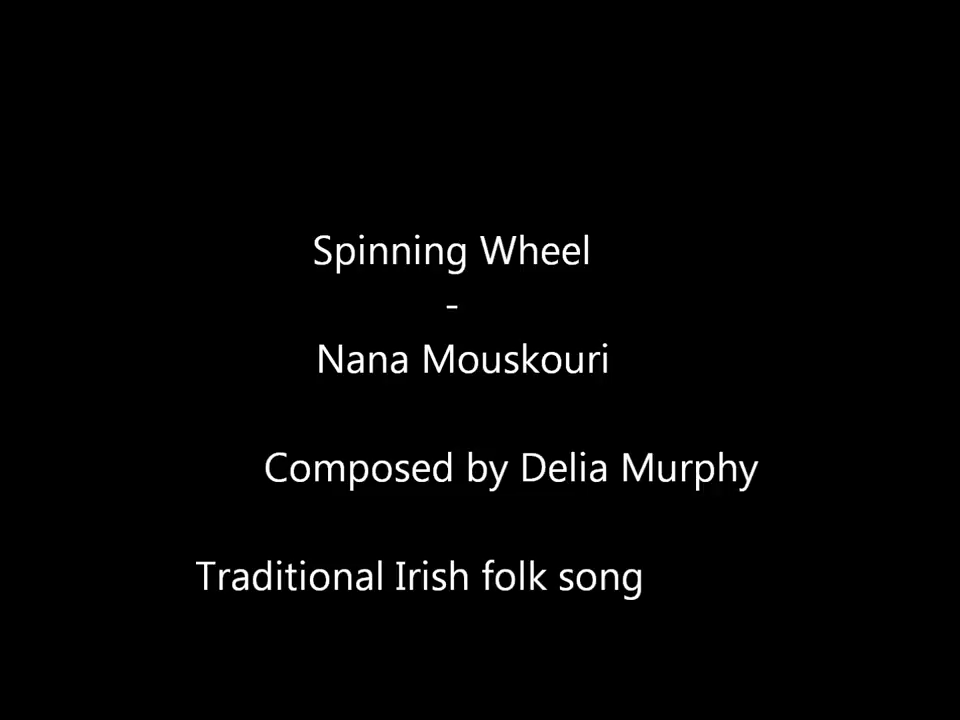 Spinning Wheel
-
Nana Mouskouri
Composed by Delia Murphy
Traditional Irish folk song